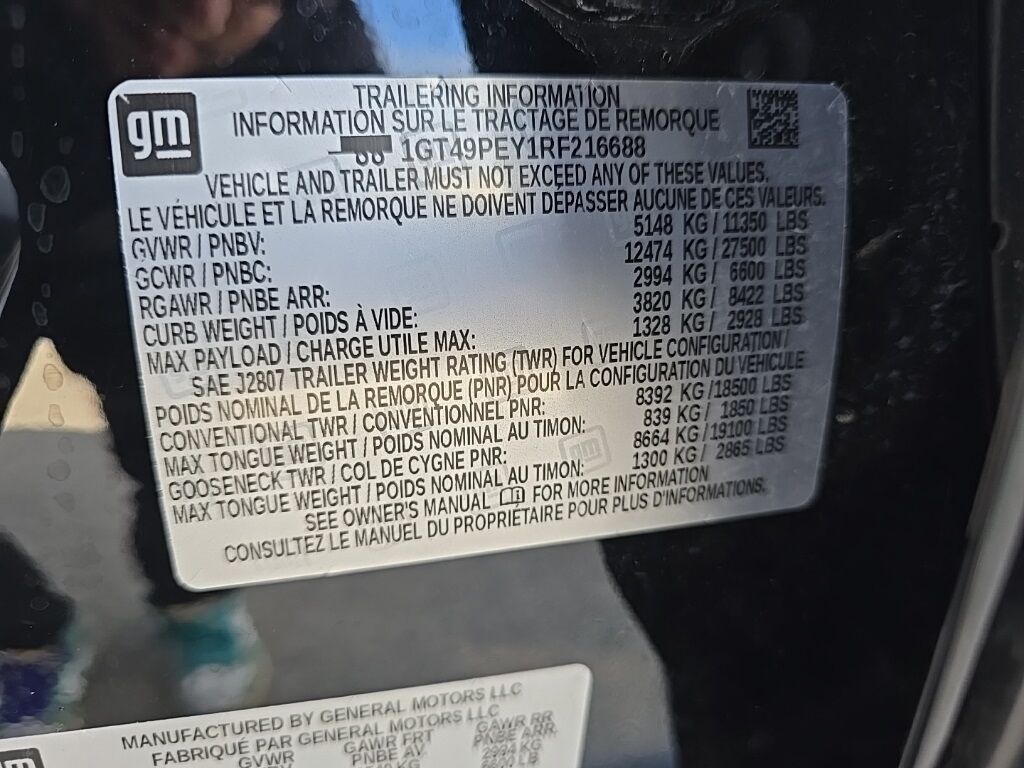 gm
TRAILERING INFORMATION
INFORMATION SUR LE TRACTAGE DE REMORQUE
1GT49PEY1RF216688
VEHICLE AND TRAILER MUST NOT EXCEED ANY OF THESE VALUES.
LE VÉHICULE ET LA REMORQUE NE DOIVENT DÉPASSER AUCUNE DE CES VALEURS:
GVWR / PNBV: 5148 KG / 11350 LBS
GCWR / PNBC: 12474 KG / 27500 LBS
RGAWR / PNBE ARR: 2994 KG / 6600 LBS
CURB WEIGHT / POIDS À VIDE: 3820 KG / 8422 LBS
MAX PAYLOAD / CHARGE UTILE MAX: 1328 KG / 2928 LBS
SAE J2807 TRAILER WEIGHT RATING (TWR) FOR VEHICLE CONFIGURATION /
POIDS NOMINAL DE LA REMORQUE (PNR) POUR LA CONFIGURATION DU VÉHICULE
CONVENTIONAL TWR / CONVENTIONNEL PNR: 8392 KG / 18500 LBS
MAX TONGUE WEIGHT / POIDS NOMINAL AU TIMON: 839 KG / 1850 LBS
GOOSENECK TWR / COL DE CYGNE PNR: 8664 KG / 19100 LBS
MAX TONGUE WEIGHT / POIDS NOMINAL AU TIMON: 1300 KG / 2865 LBS
SEE OWNER'S MANUAL FOR MORE INFORMATION
CONSULTEZ LE MANUEL DU PROPRIÉTAIRE POUR PLUS D'INFORMATIONS.
MANUFACTURED BY GENERAL MOTORS LLC
FABRIQUÉ PAR GENERAL MOTORS LLC
GVWR GAWR FRT GAWR RR
PNBE AV. PNBE ARR.
2994 KG